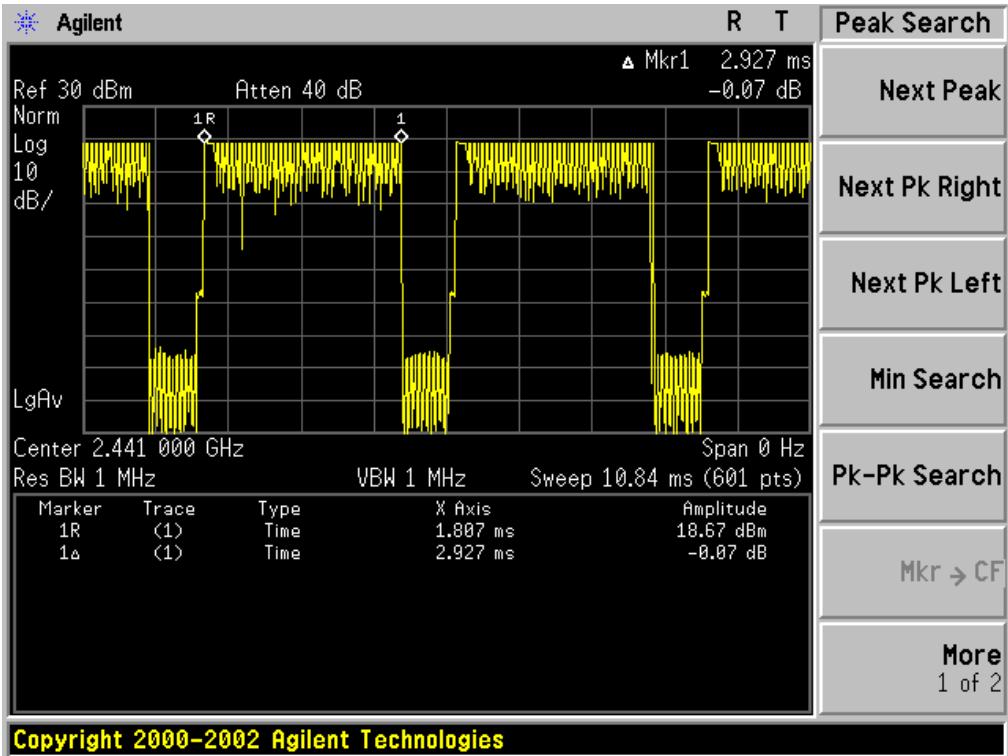 Agilent R T
Peak Search
▲ Mkr1 2.927 ms
Ref 30 dBm Atten 40 dB -0.07 dB
Norm
Log
10
dB/
1R 1
LgAv
Center 2.441 000 GHz Span 0 Hz
Res BW 1 MHz VBW 1 MHz Sweep 10.84 ms (601 pts)
Marker Trace Type X Axis Amplitude
1R (1) Time 1.807 ms 18.67 dBm
1▵ (1) Time 2.927 ms -0.07 dB
Next Peak
Next Pk Right
Next Pk Left
Min Search
Pk-Pk Search
Mkr → CF
More
1 of 2
Copyright 2000-2002 Agilent Technologies